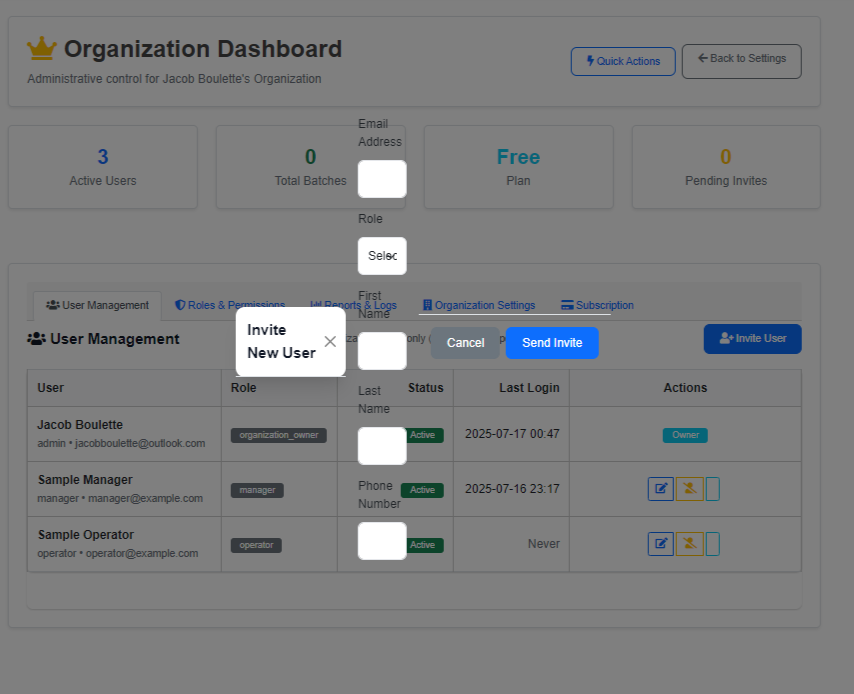 Organization Dashboard
Administrative control for Jacob Boulette's Organization
Quick Actions
Back to Settings
3
Active Users
0
Total Batches
Free
Plan
0
Pending Invites
Email
Address
Role
Selec
First
Name
Last
Name
Phone
Number
User Management
Roles & Permissions
Reports & Logs
Organization Settings
Subscription
User Management
Invite
New User
only (
Cancel
Send Invite
Invite User
User Role Status Last Login Actions
Jacob Boulette
admin • jacobboulette@outlook.com
organization_owner
Active
2025-07-17 00:47
Owner
Sample Manager
manager • manager@example.com
manager
Active
2025-07-16 23:17
Sample Operator
operator • operator@example.com
operator
Active
Never